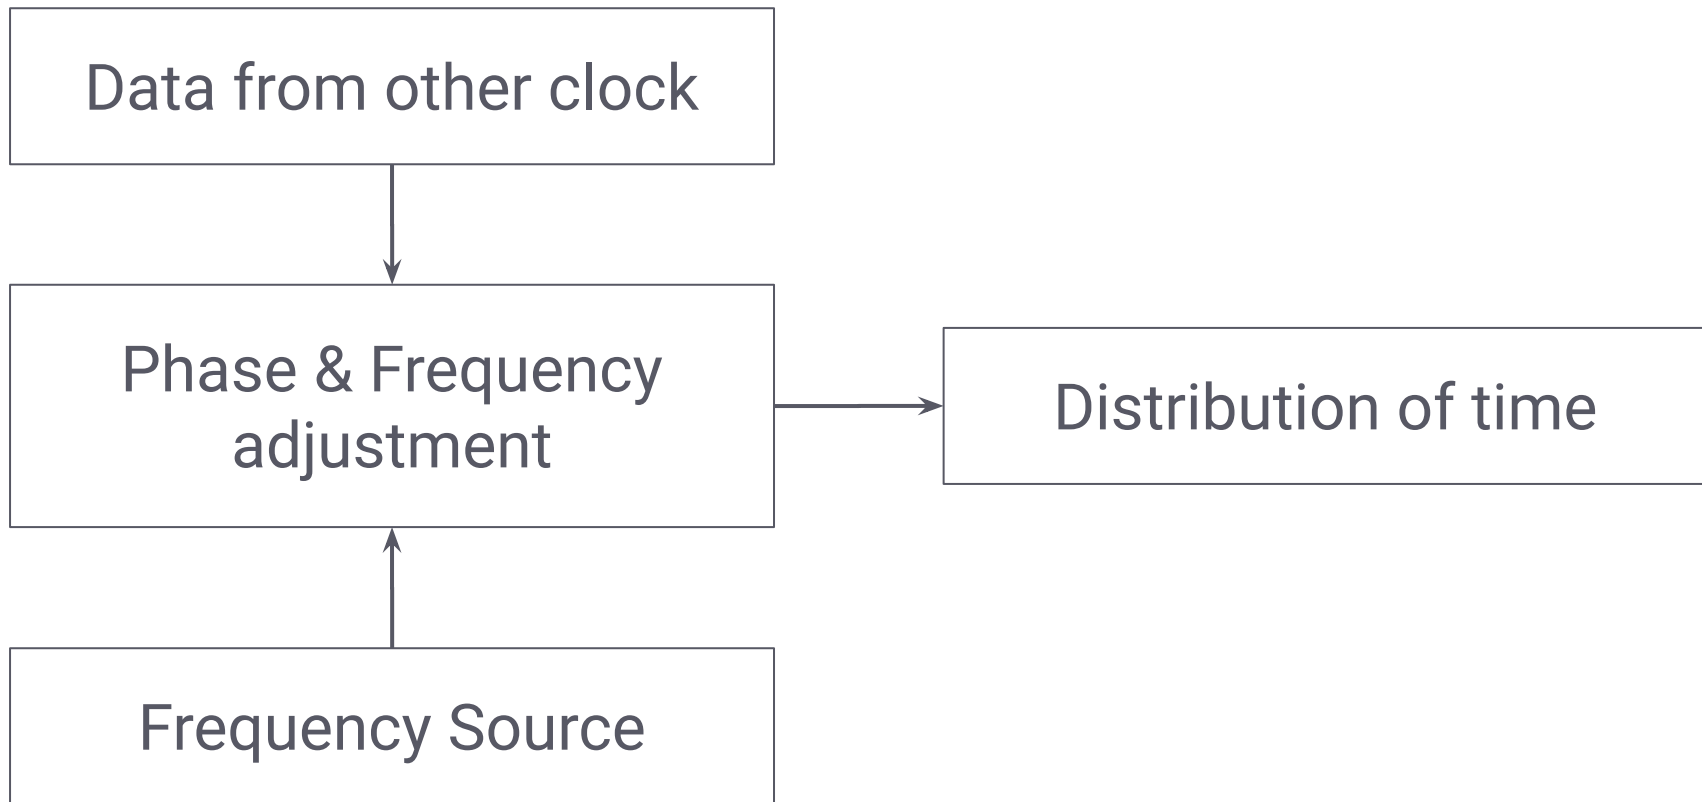 Data from other clock
Phase & Frequency
adjustment
Distribution of time
Frequency Source